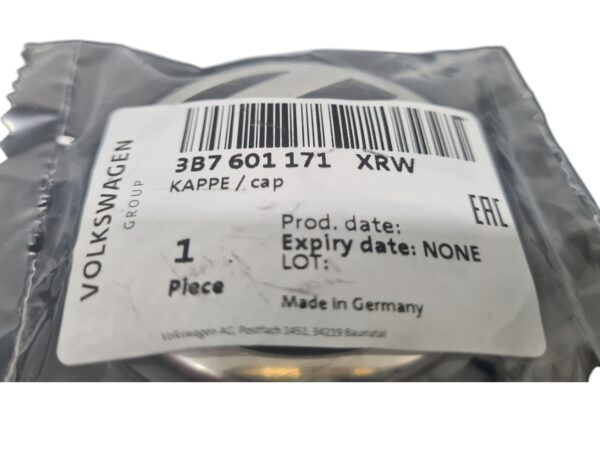 VOLKSWAGEN
GROUP
3B7 601 171 XRW
KAPPE / cap
EAC
1
Piece
Prod. date:
Expiry date: NONE
LOT:
Made in Germany
Volkswagen AG, Postfach 1451, 34219 Baunatal